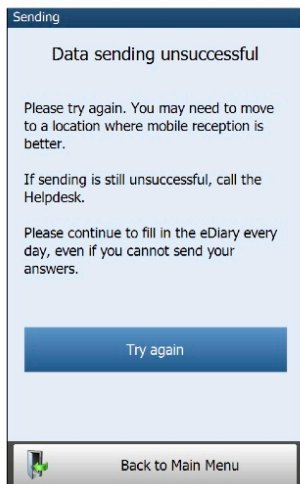 Sending
Data sending unsuccessful
Please try again. You may need to move
to a location where mobile reception is
better.
If sending is still unsuccessful, call the
Helpdesk.
Please continue to fill in the eDiary every
day, even if you cannot send your
answers.
Try again
Back to Main Menu